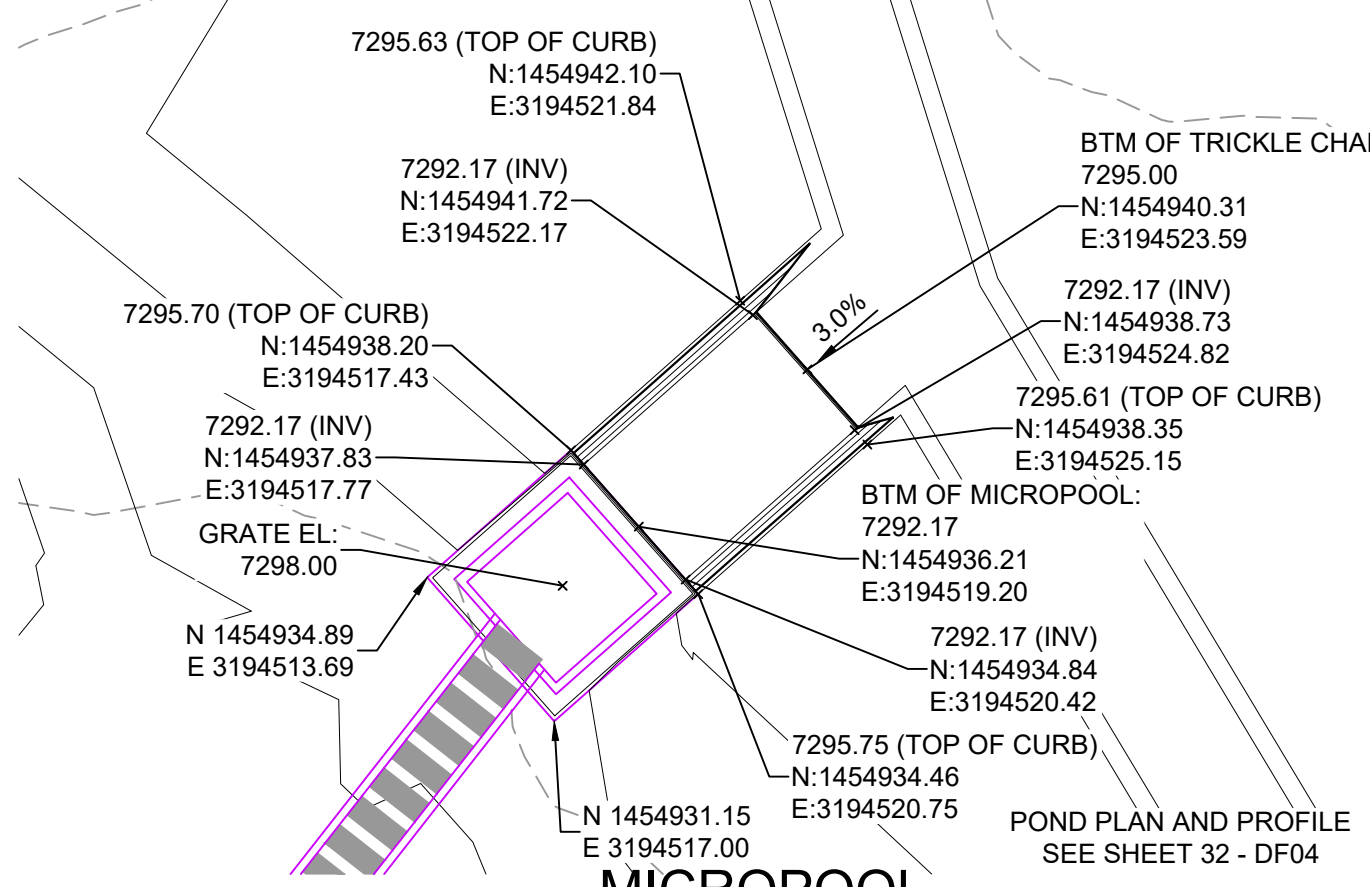 7295.63 (TOP OF CURB)
N:1454942.10
E:3194521.84
7292.17 (INV)
N:1454941.72
E:3194522.17
BTM OF TRICKLE
7295.00
N:1454940.31
E:3194523.59
3.0%
7292.17 (INV)
N:1454938.73
E:3194524.82
7295.70 (TOP OF CURB)
N:1454938.20
E:3194517.43
7295.61 (TOP OF CURB)
N:1454938.35
E:3194525.15
7292.17 (INV)
N:1454937.83
E:3194517.77
BTM OF MICROPOOL:
7292.17
N:1454936.21
E:3194519.20
GRATE EL:
7298.00
N 1454934.89
E 3194513.69
7292.17 (INV)
N:1454934.84
E:3194520.42
7295.75 (TOP OF CURB)
N:1454934.46
E:3194520.75
N 1454931.15
E 3194517.00
POND PLAN AND PROFILE
SEE SHEET 32 - DF04
MICROPOOL